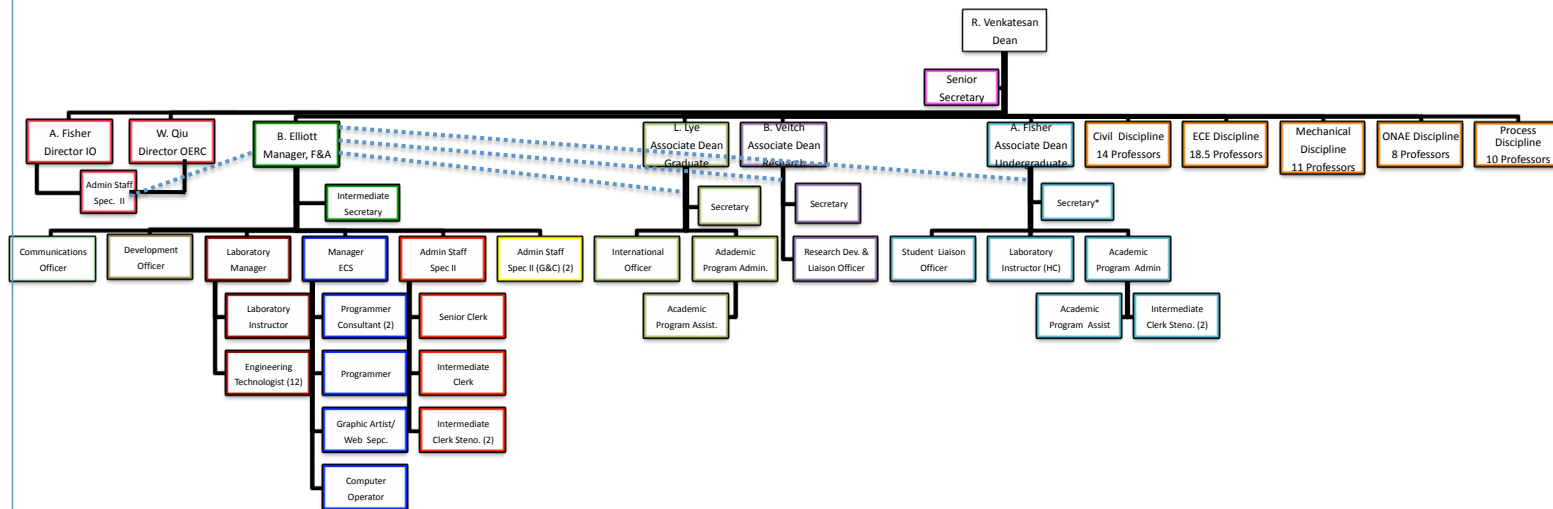 R. Venkatesan
Dean
Senior
Secretary
A. Fisher
Director IO
W. Qiu
Director OERC
B. Elliott
Manager, F&A
L. Lye
Associate Dean
Graduate
B. Veitch
Associate Dean
Research
A. Fisher
Associate Dean
Undergraduate
Civil Discipline
14 Professors
ECE Discipline
18.5 Professors
Mechanical
Discipline
11 Professors
ONAE Discipline
8 Professors
Process
Discipline
10 Professors
Admin Staff
Spec. II
Intermediate
Secretary
Secretary
Secretary
Secretary*
Communications
Officer
Development
Officer
Laboratory
Manager
Manager
ECS
Admin Staff
Spec II
Admin Staff
Spec II (G&C) (2)
International
Officer
Adademic
Program Admin.
Research Dev. &
Liaison Officer
Student Liaison
Officer
Laboratory
Instructor (HC)
Academic
Program Admin
Laboratory
Instructor
Programmer
Consultant (2)
Senior Clerk
Academic
Program Assist.
Academic
Program Assist
Intermediate
Clerk Steno. (2)
Engineering
Technologist (12)
Programmer
Intermediate
Clerk
Graphic Artist/
Web Sepc.
Intermediate
Clerk Steno. (2)
Computer
Operator